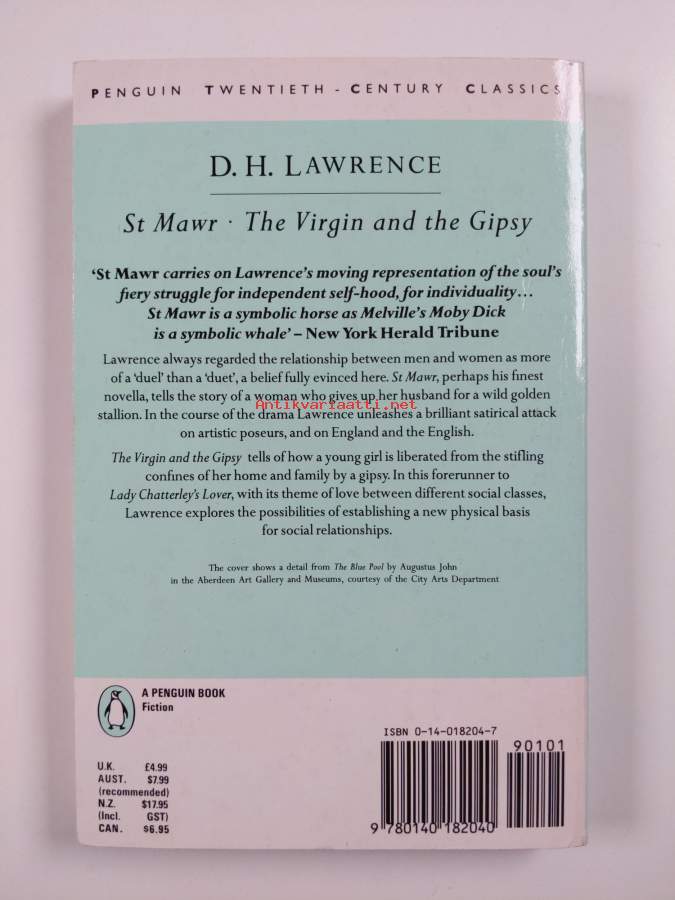 PENGUIN TWENTIETH-CENTURY CLASSICS
D. H. LAWRENCE
St Mawr · The Virgin and the Gipsy
‘St Mawr carries on Lawrence’s moving representation of the soul’s
fiery struggle for independent self-hood, for individuality...
St Mawr is a symbolic horse as Melville’s Moby Dick
is a symbolic whale’ – New York Herald Tribune
Lawrence always regarded the relationship between men and women as more
of a ‘duel’ than a ‘duet’, a belief fully evinced here. St Mawr, perhaps his finest
novella, tells the story of a woman who gives up her husband for a wild golden
Antikvariaatti.net
stallion. In the course of the drama Lawrence unleashes a brilliant satirical attack
on artistic poseurs, and on England and the English.
The Virgin and the Gipsy tells of how a young girl is liberated from the stifling
confines of her home and family by a gipsy. In this forerunner to
Lady Chatterley’s Lover, with its theme of love between different social classes,
Lawrence explores the possibilities of establishing a new physical basis
for social relationships.
The cover shows a detail from The Blue Pool by Augustus John
in the Aberdeen Art Gallery and Museums, courtesy of the City Arts Department
A PENGUIN BOOK
Fiction
U.K. £4.99
AUST. $7.99
(recommended)
N.Z. $17.95
(Incl. GST)
CAN. $6.95
ISBN 0-14-018204-7
90101
9 780140 182040